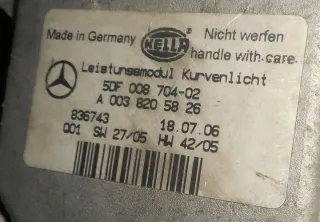 Made in Germany HELLA Nicht werfen
handle with care.
Leistungsmodul Kurvenlicht
5DF 008 704-02
A 003 820 58 26
836743 18.07.06
Q01 SW 27/05 HW 42/05